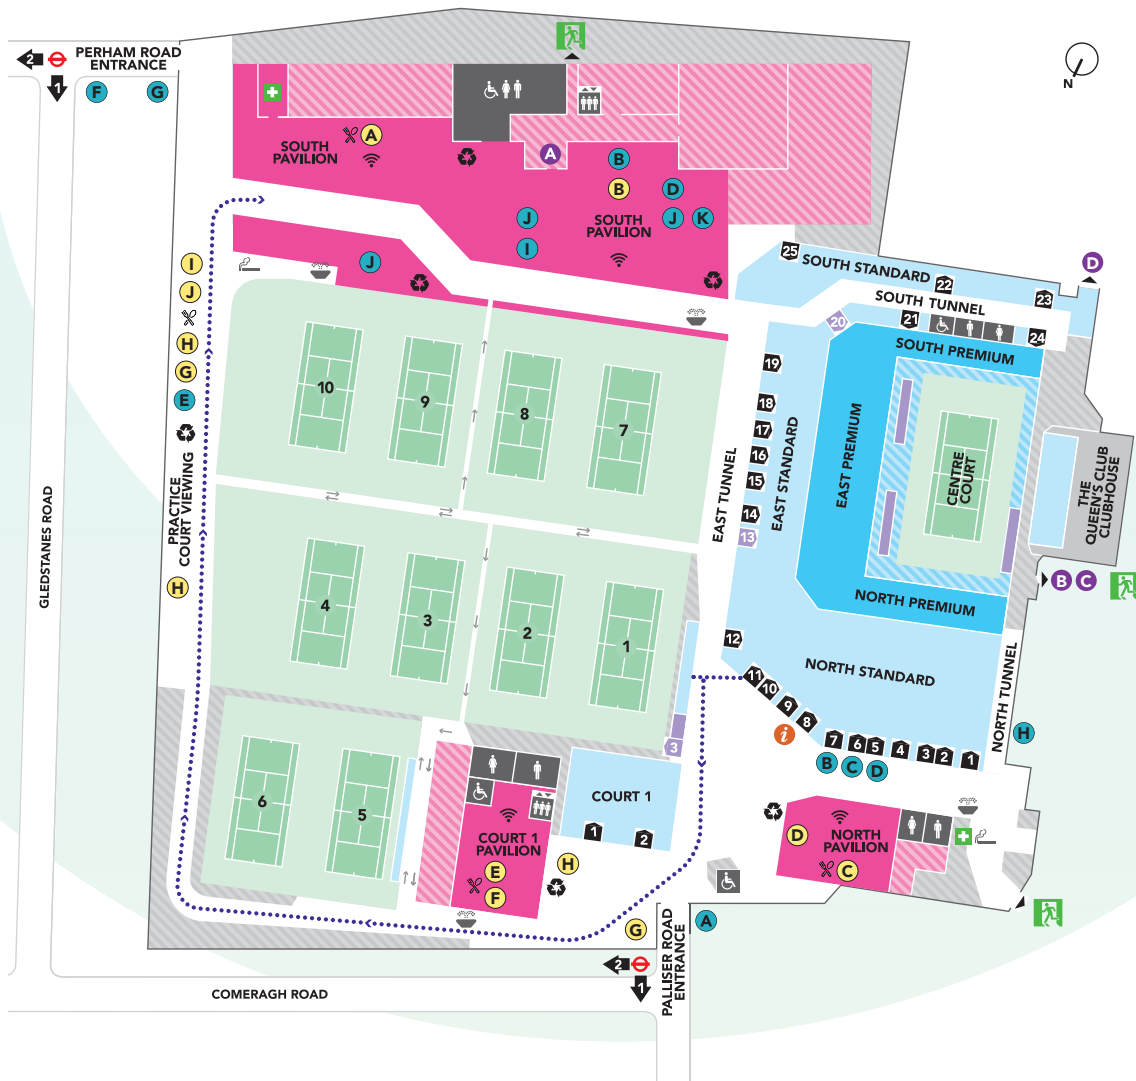 2
PERHAM ROAD
ENTRANCE
1
F
G
N
SOUTH
PAVILION
A
A
B
B
D
J
I
SOUTH
PAVILION
J
K
J
25
SOUTH STANDARD
22
23
D
SOUTH TUNNEL
20
21
24
SOUTH PREMIUM
I
J
H
G
E
PRACTICE
COURT VIEWING
H
GLEDSTANES ROAD
10
9
8
7
19
18
17
16
15
14
13
EAST TUNNEL
EAST STANDARD
EAST PREMIUM
CENTRE
COURT
THE
QUEEN'S CLUB
CLUBHOUSE
B
C
NORTH PREMIUM
4
3
2
1
12
11
10
9
8
NORTH STANDARD
NORTH TUNNEL
H
i
7
6
5
4
3
2
1
B
C
D
3
6
5
COURT 1
1
2
COURT 1
PAVILION
E
F
H
D
NORTH
PAVILION
C
G
A
PALLISER ROAD
ENTRANCE
2
1
COMERAGH ROAD